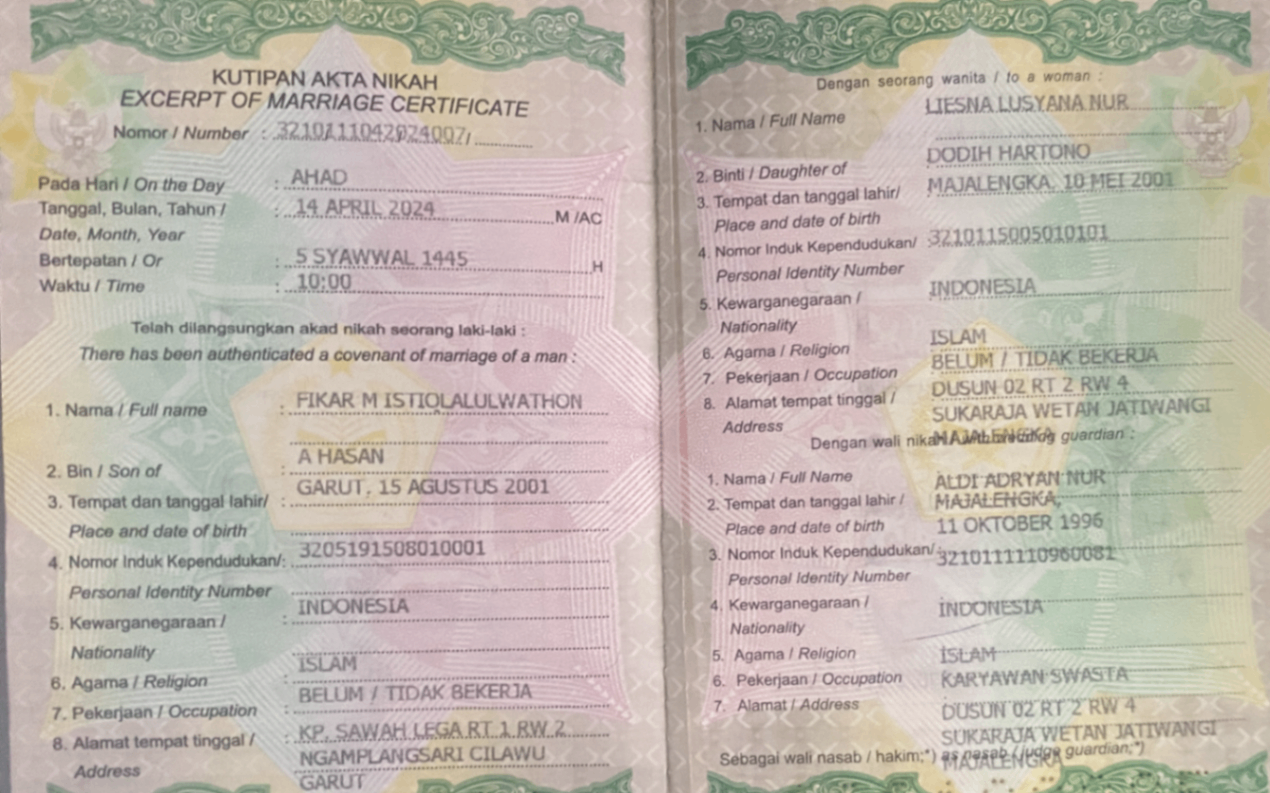 KUTIPAN AKTA NIKAH
EXCERPT OF MARRIAGE CERTIFICATE
Nomor / Number :
Pada Hari / On the Day : AHAD
Tanggal, Bulan, Tahun / : 14 APRIL 2024 M /AC
Date, Month, Year
Bertepatan / Or : 5 SYAWWAL 1445 H
Waktu / Time : 10:00
Telah dilangsungkan akad nikah seorang laki-laki :
There has been authenticated a covenant of marriage of a man :
1. Nama / Full name : FIKAR M ISTIQLALULWATHON
2. Bin / Son of : A HASAN
3. Tempat dan tanggal lahir/ : GARUT, 15 AGUSTUS 2001
Place and date of birth
4. Nomor Induk Kependudukan/: 3205191508010001
Personal Identity Number
5. Kewarganegaraan / : INDONESIA
Nationality
6. Agama / Religion : ISLAM
7. Pekerjaan / Occupation : BELUM / TIDAK BEKERJA
8. Alamat tempat tinggal / : KP. SAWAH LEGA RT 1 RW 2
Address NGAMPLANGSARI CILAWU
GARUT
Dengan seorang wanita / to a woman :
1. Nama / Full Name LIESNA LUSYANA NUR
2. Binti / Daughter of DODIH HARTONO
3. Tempat dan tanggal lahir/ MAJALENGKA, 10 MEI 2001
Place and date of birth
4. Nomor Induk Kependudukan/ :3210115005010101
Personal Identity Number
5. Kewarganegaraan / INDONESIA
Nationality
6. Agama / Religion ISLAM
7. Pekerjaan / Occupation BELUM / TIDAK BEKERJA
8. Alamat tempat tinggal / DUSUN 02 RT 2 RW 4
Address SUKARAJA WETAN JATIWANGI
MAJALENGKA
Dengan wali nikah guardian :
1. Nama / Full Name ALDI ADRYAN NUR
2. Tempat dan tanggal lahir / MAJALENGKA,
Place and date of birth 11 OKTOBER 1996
3. Nomor Induk Kependudukan/ :
Personal Identity Number
4. Kewarganegaraan / INDONESIA
Nationality
5. Agama / Religion ISLAM
6. Pekerjaan / Occupation KARYAWAN SWASTA
7. Alamat / Address DUSUN 02 RT 2 RW 4
SUKARAJA WETAN JATIWANGI
Sebagai wali nasab / hakim;*) as nasab / judge guardian;*)
MAJALENGKA